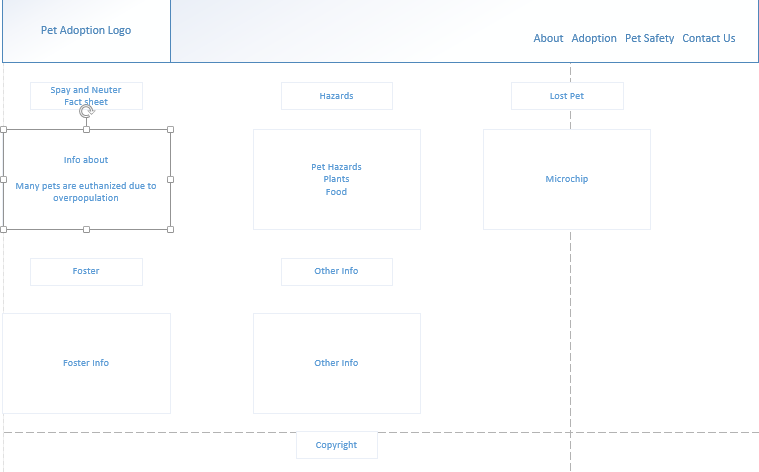 Pet Adoption Logo
About Adoption Pet Safety Contact Us
Spay and Neuter
Fact sheet
Hazards
Lost Pet
Info about
Many pets are euthanized due to
overpopulation
Pet Hazards
Plants
Food
Microchip
Foster
Other Info
Foster Info
Other Info
Copyright